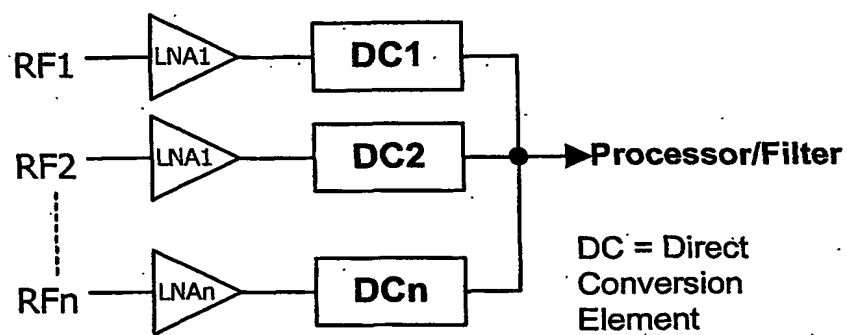 RF1 LNA1 DC1
RF2 LNA1 DC2 Processor/Filter
RFn LNAn DCn
DC = Direct
Conversion
Element